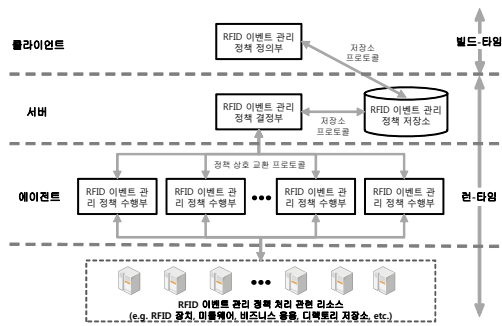 클라이언트
RFID 이벤트 관리
정책 정의부
저장소
프로토콜
빌드-타임
서버
RFID 이벤트 관리
정책 결정부
저장소
프로토콜
RFID 이벤트 관리
정책 저장소
정책 상호 교환 프로토콜
에이전트
RFID 이벤트 관
리 정책 수행부
RFID 이벤트 관
리 정책 수행부
RFID 이벤트 관
리 정책 수행부
RFID 이벤트 관
리 정책 수행부
런-타임
RFID 이벤트 관리 정책 처리 관련 리소스
(e.g. RFID 장치, 미들웨어, 비즈니스 응용, 디렉토리 저장소, etc.)